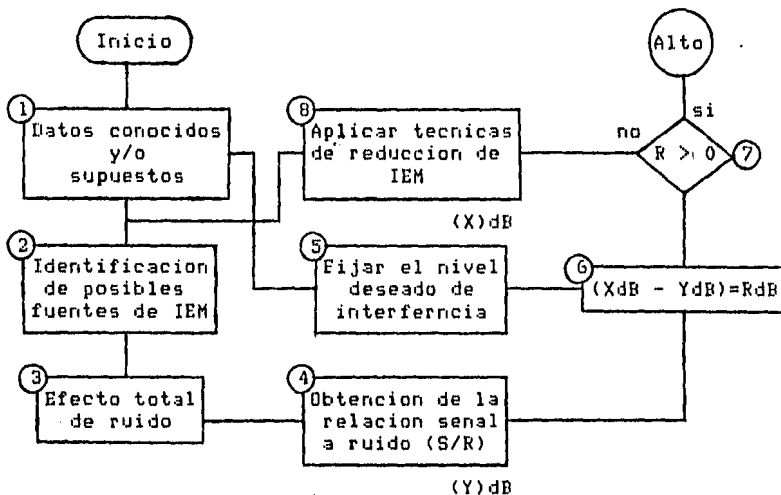 Inicio
Alto
1
Datos conocidos
y/o
supuestos
8
Aplicar tecnicas
de reduccion de
IEM
no
si
R > 0
7
(X)dB
2
Identificacion
de posibles
fuentes de IEM
5
Fijar el nivel
deseado de
interferncia
6
(XdB - YdB)=RdB
3
Efecto total
de ruido
4
Obtencion de la
relacion senal
a ruido (S/R)
(Y)dB